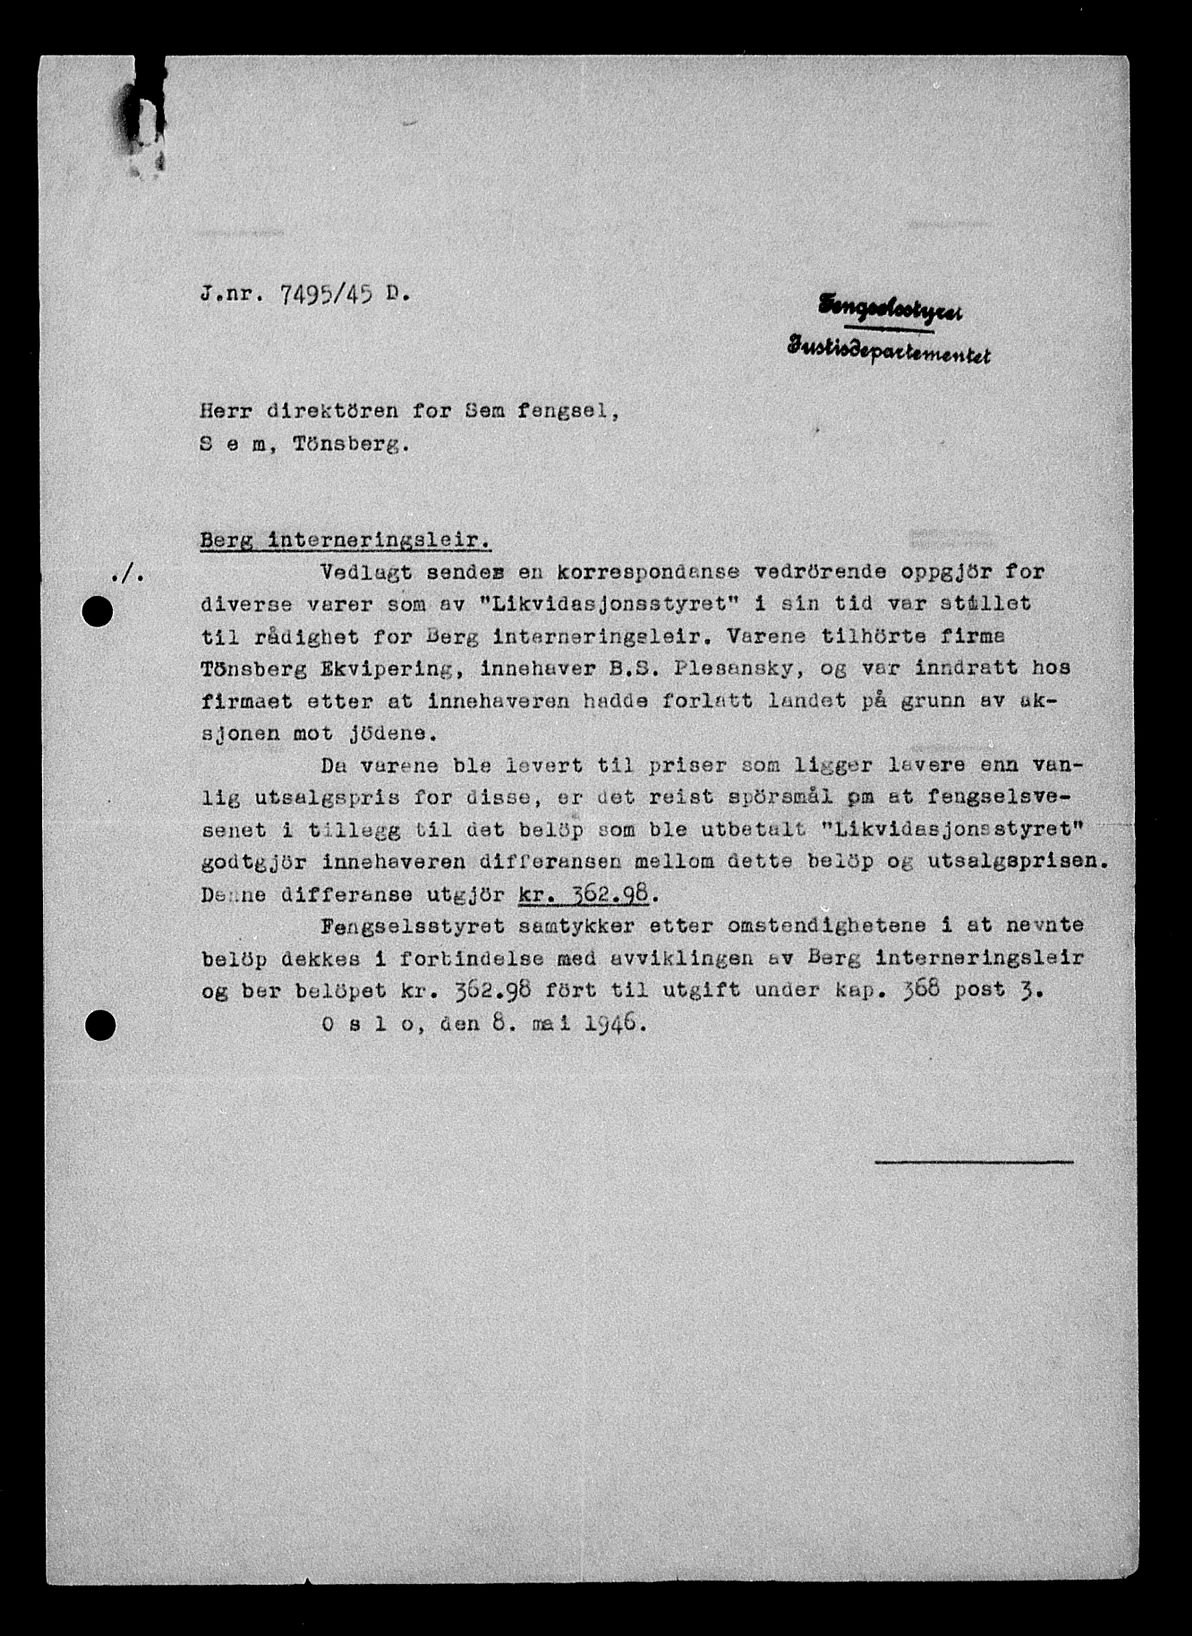 J.nr. 7495/45 D.
Fengselsstyret
Justisdepartementet
Herr direktören for Sem fengsel,
S e m, Tönsberg.
Berg interneringsleir.
./. Vedlagt sendes en korrespondanse vedrörende oppgjör for
diverse varer som av "Likvidasjonsstyret" i sin tid var stillet
til rådighet for Berg interneringsleir. Varene tilhörte firma
Tönsberg Ekvipering, innehaver B.S. Plesansky, og var inndratt hos
firmaet etter at innehaveren hadde forlatt landet på grunn av ak-
sjonen mot jödene.
Da varene ble levert til priser som ligger lavere enn van-
lig utsalgspris for disse, er det reist spörsmål om at fengselsve-
senet i tillegg til det belöp som ble utbetalt "Likvidasjonsstyret"
godtgjör innehaveren differansen mellom dette belöp og utsalgsprisen.
Denne differanse utgjör kr. 362.98.
Fengselsstyret samtykker etter omstendighetene i at nevnte
belöp dekkes i forbindelse med avviklingen av Berg interneringsleir
og ber belöpet kr. 362.98 fört til utgift under kap. 368 post 3.
O s l o, den 8. mai 1946.